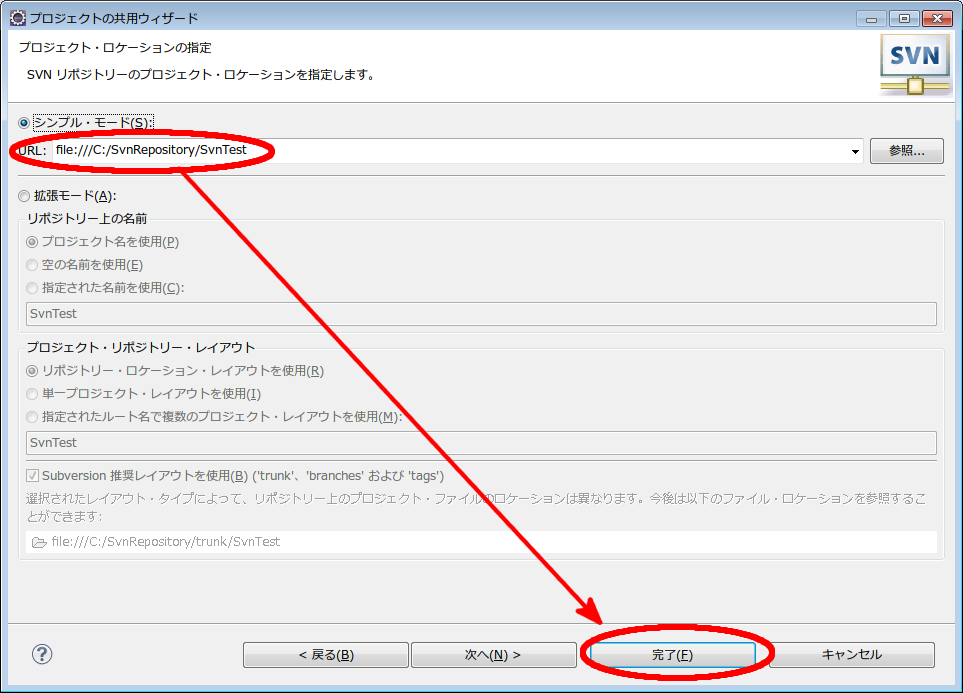 プロジェクトの共用ウィザード
プロジェクト・ロケーションの指定
SVN リポジトリーのプロジェクト・ロケーションを指定します。
SVN
シンプル・モード(S):
URL: file:///C:/SvnRepository/SvnTest 参照...
拡張モード(A):
リポジトリー上の名前
プロジェクト名を使用(P)
空の名前を使用(E)
指定された名前を使用(C):
SvnTest
プロジェクト・リポジトリー・レイアウト
リポジトリー・ロケーション・レイアウトを使用(R)
単一プロジェクト・レイアウトを使用(I)
指定されたルート名で複数のプロジェクト・レイアウトを使用(M):
SvnTest
Subversion 推奨レイアウトを使用(B) ('trunk'、'branches' および 'tags')
選択されたレイアウト・タイプによって、リポジトリー上のプロジェクト・ファイルのロケーションは異なります。今後は以下のファイル・ロケーションを参照するこ
とができます:
file:///C:/SvnRepository/trunk/SvnTest
? < 戻る(B) 次へ(N) > 完了(F) キャンセル